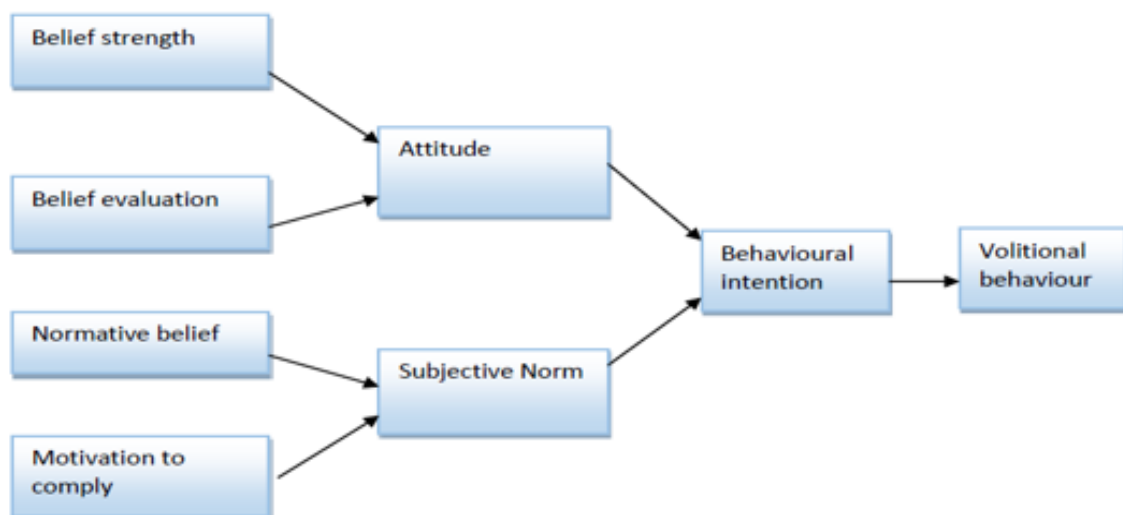 Belief strength
Attitude
Belief evaluation
Behavioural
intention
Volitional
behaviour
Normative belief
Subjective Norm
Motivation to
comply